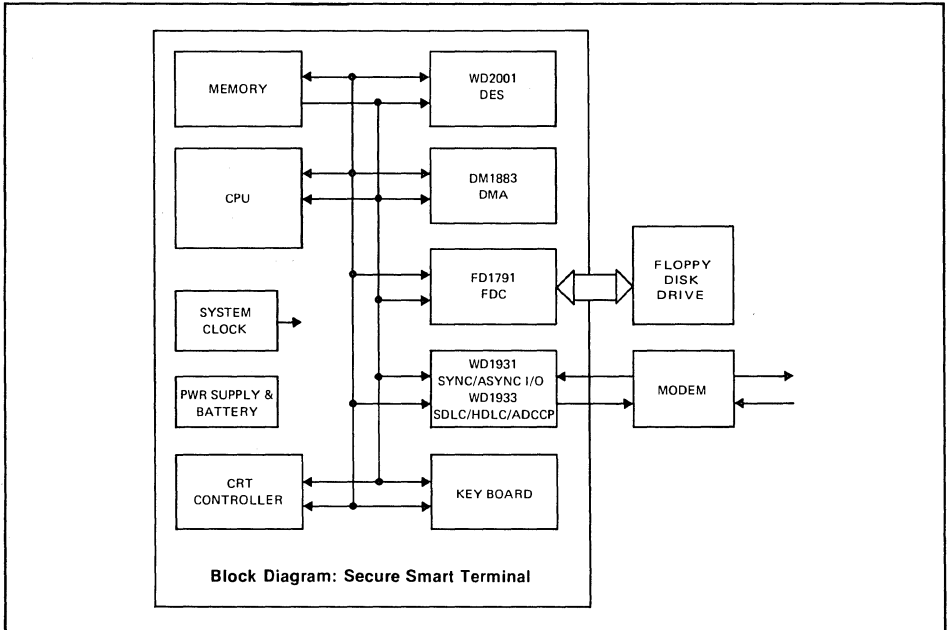 MEMORY
WD2001
DES
CPU
DM1883
DMA
FD1791
FDC
FLOPPY
DISK
DRIVE
SYSTEM
CLOCK
WD1931
SYNC/ASYNC I/O
WD1933
SDLC/HDLC/ADCCP
MODEM
PWR SUPPLY &
BATTERY
CRT
CONTROLLER
KEY BOARD
Block Diagram: Secure Smart Terminal